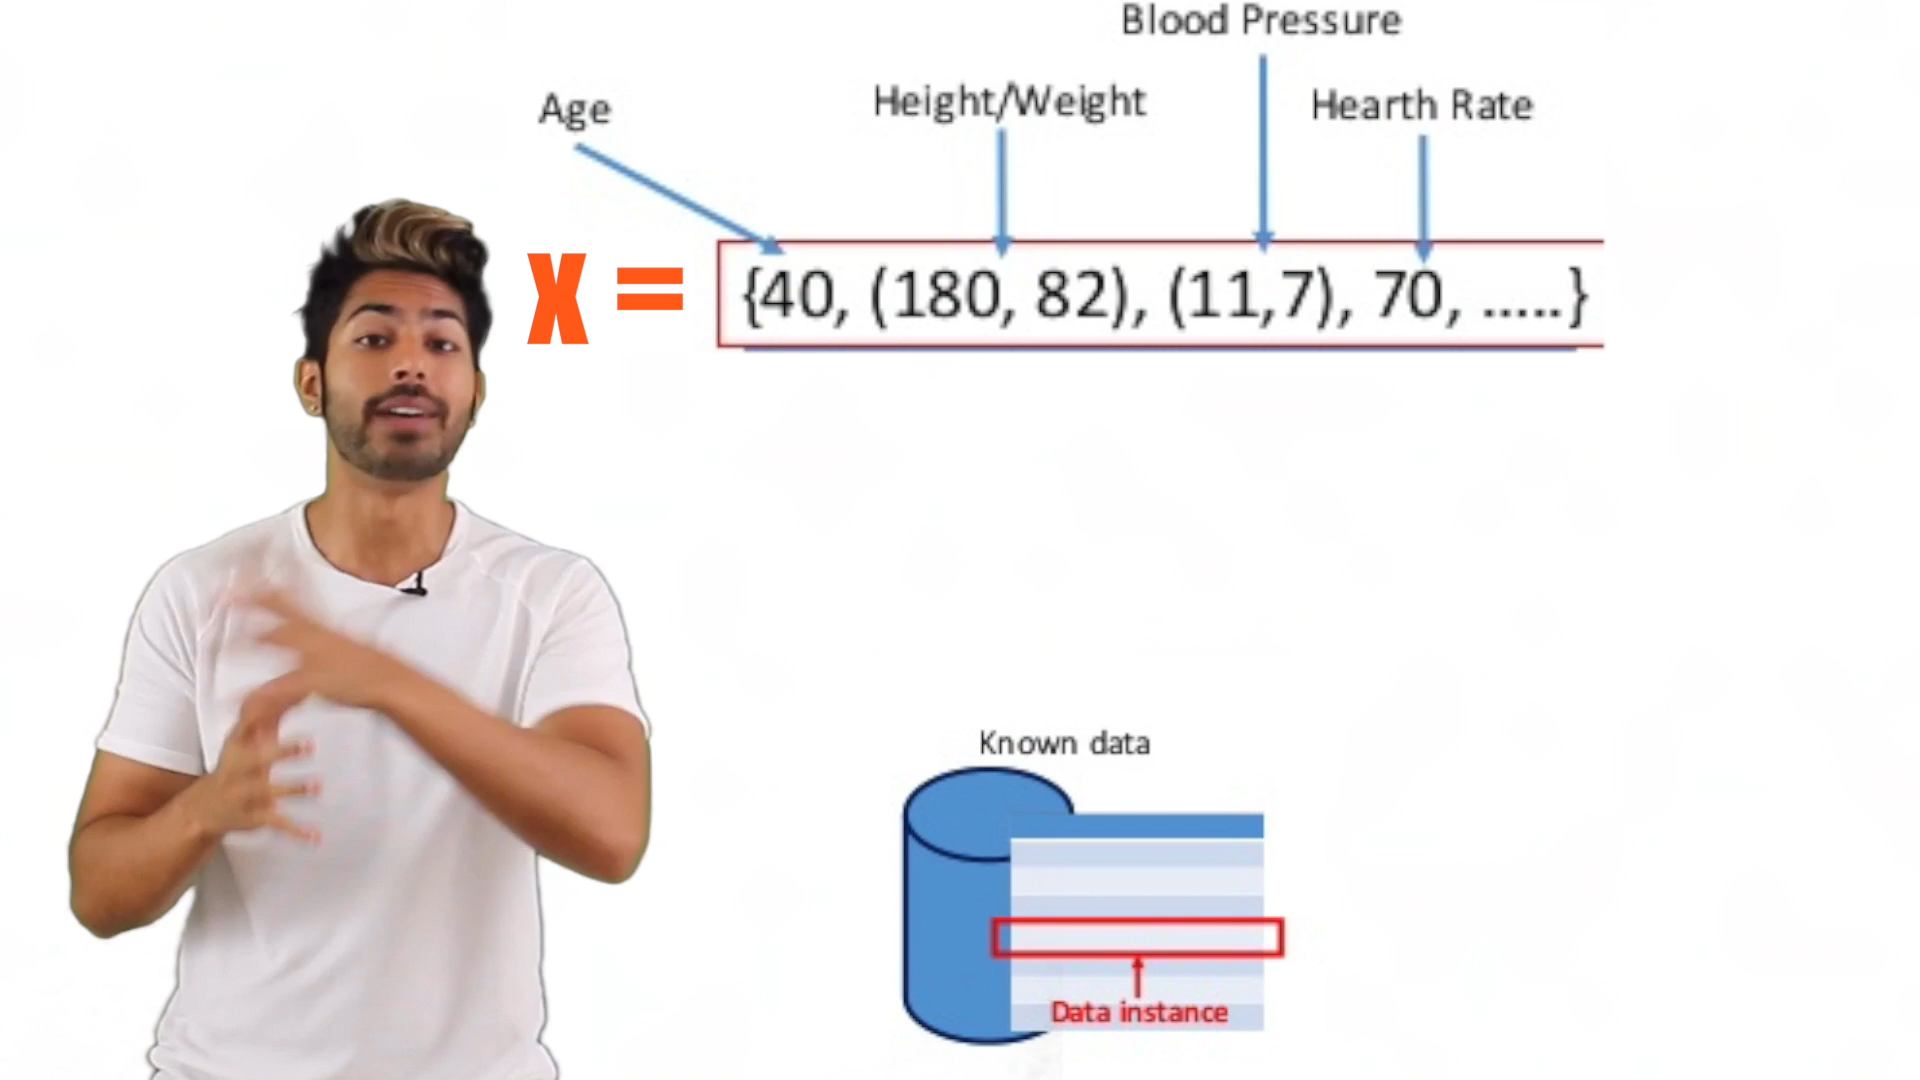 Blood Pressure
Age
Height/Weight
Hearth Rate
X =
{40, (180, 82), (11,7), 70, .....}
Known data
Data instance